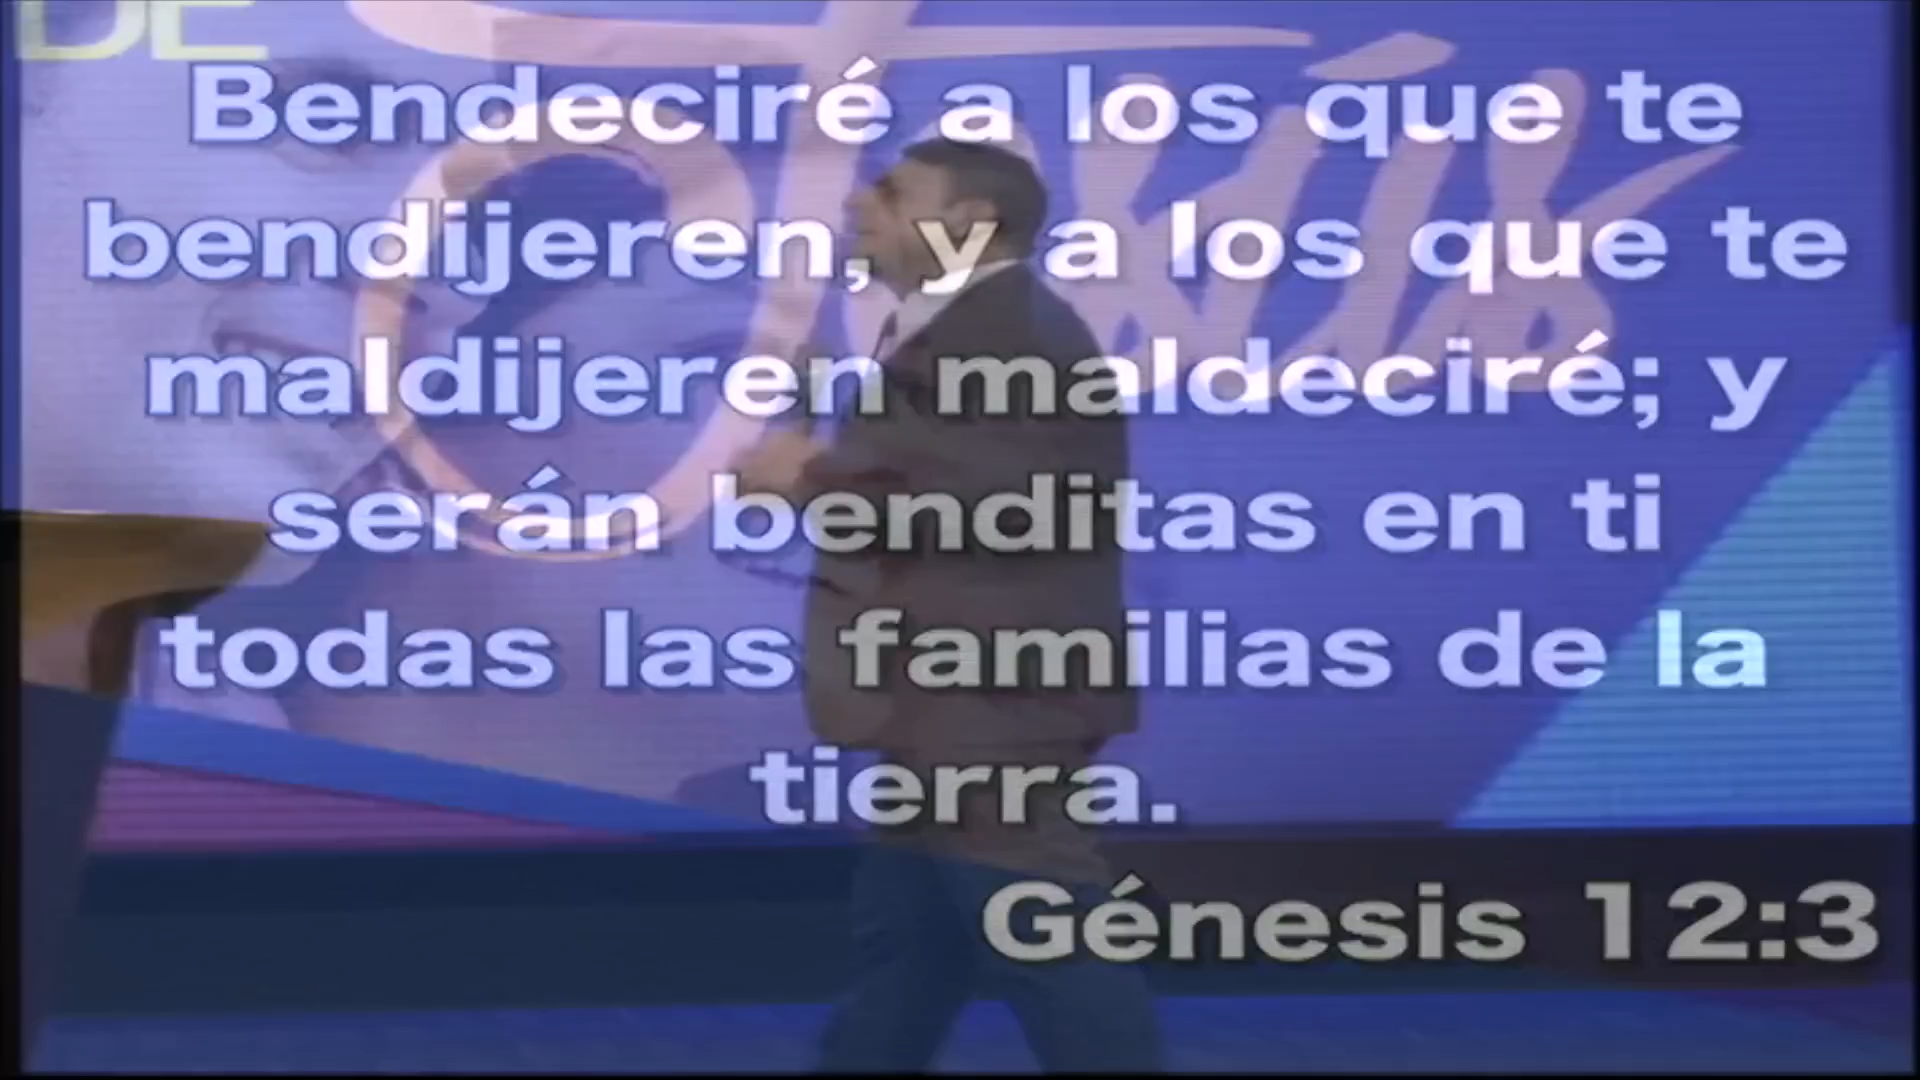 DE
Bendeciré a los que te
bendijeren, y a los que te
maldijeren maldeciré; y
serán benditas en ti
todas las familias de la
tierra.
Génesis 12:3